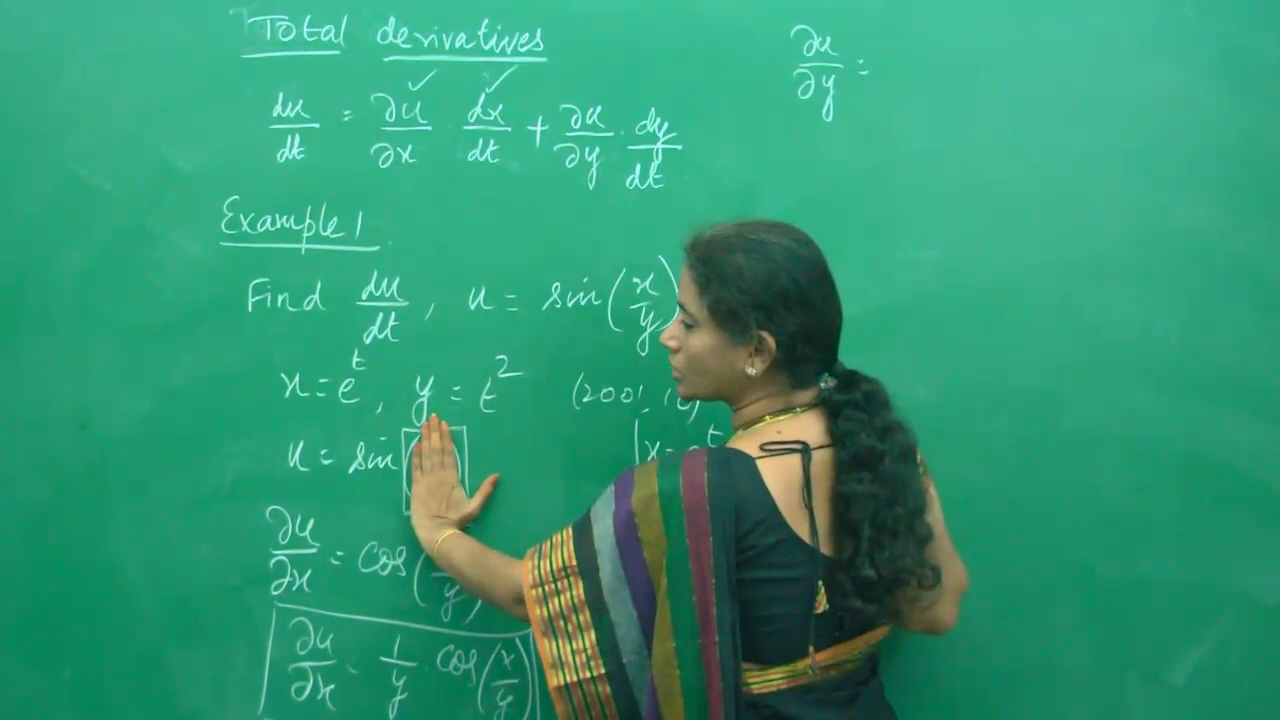 Total derivatives
du/dt = ∂u/∂x . dx/dt + ∂u/∂y . dy/dt
Example 1
Find du/dt, u = sin(x/y)
x = e^t, y = t^2 (2001,
u = sin
∂u/∂x = cos( /y)
∂u/∂x = 1/y . cos(x/y)
x = e^t
∂u/∂y =